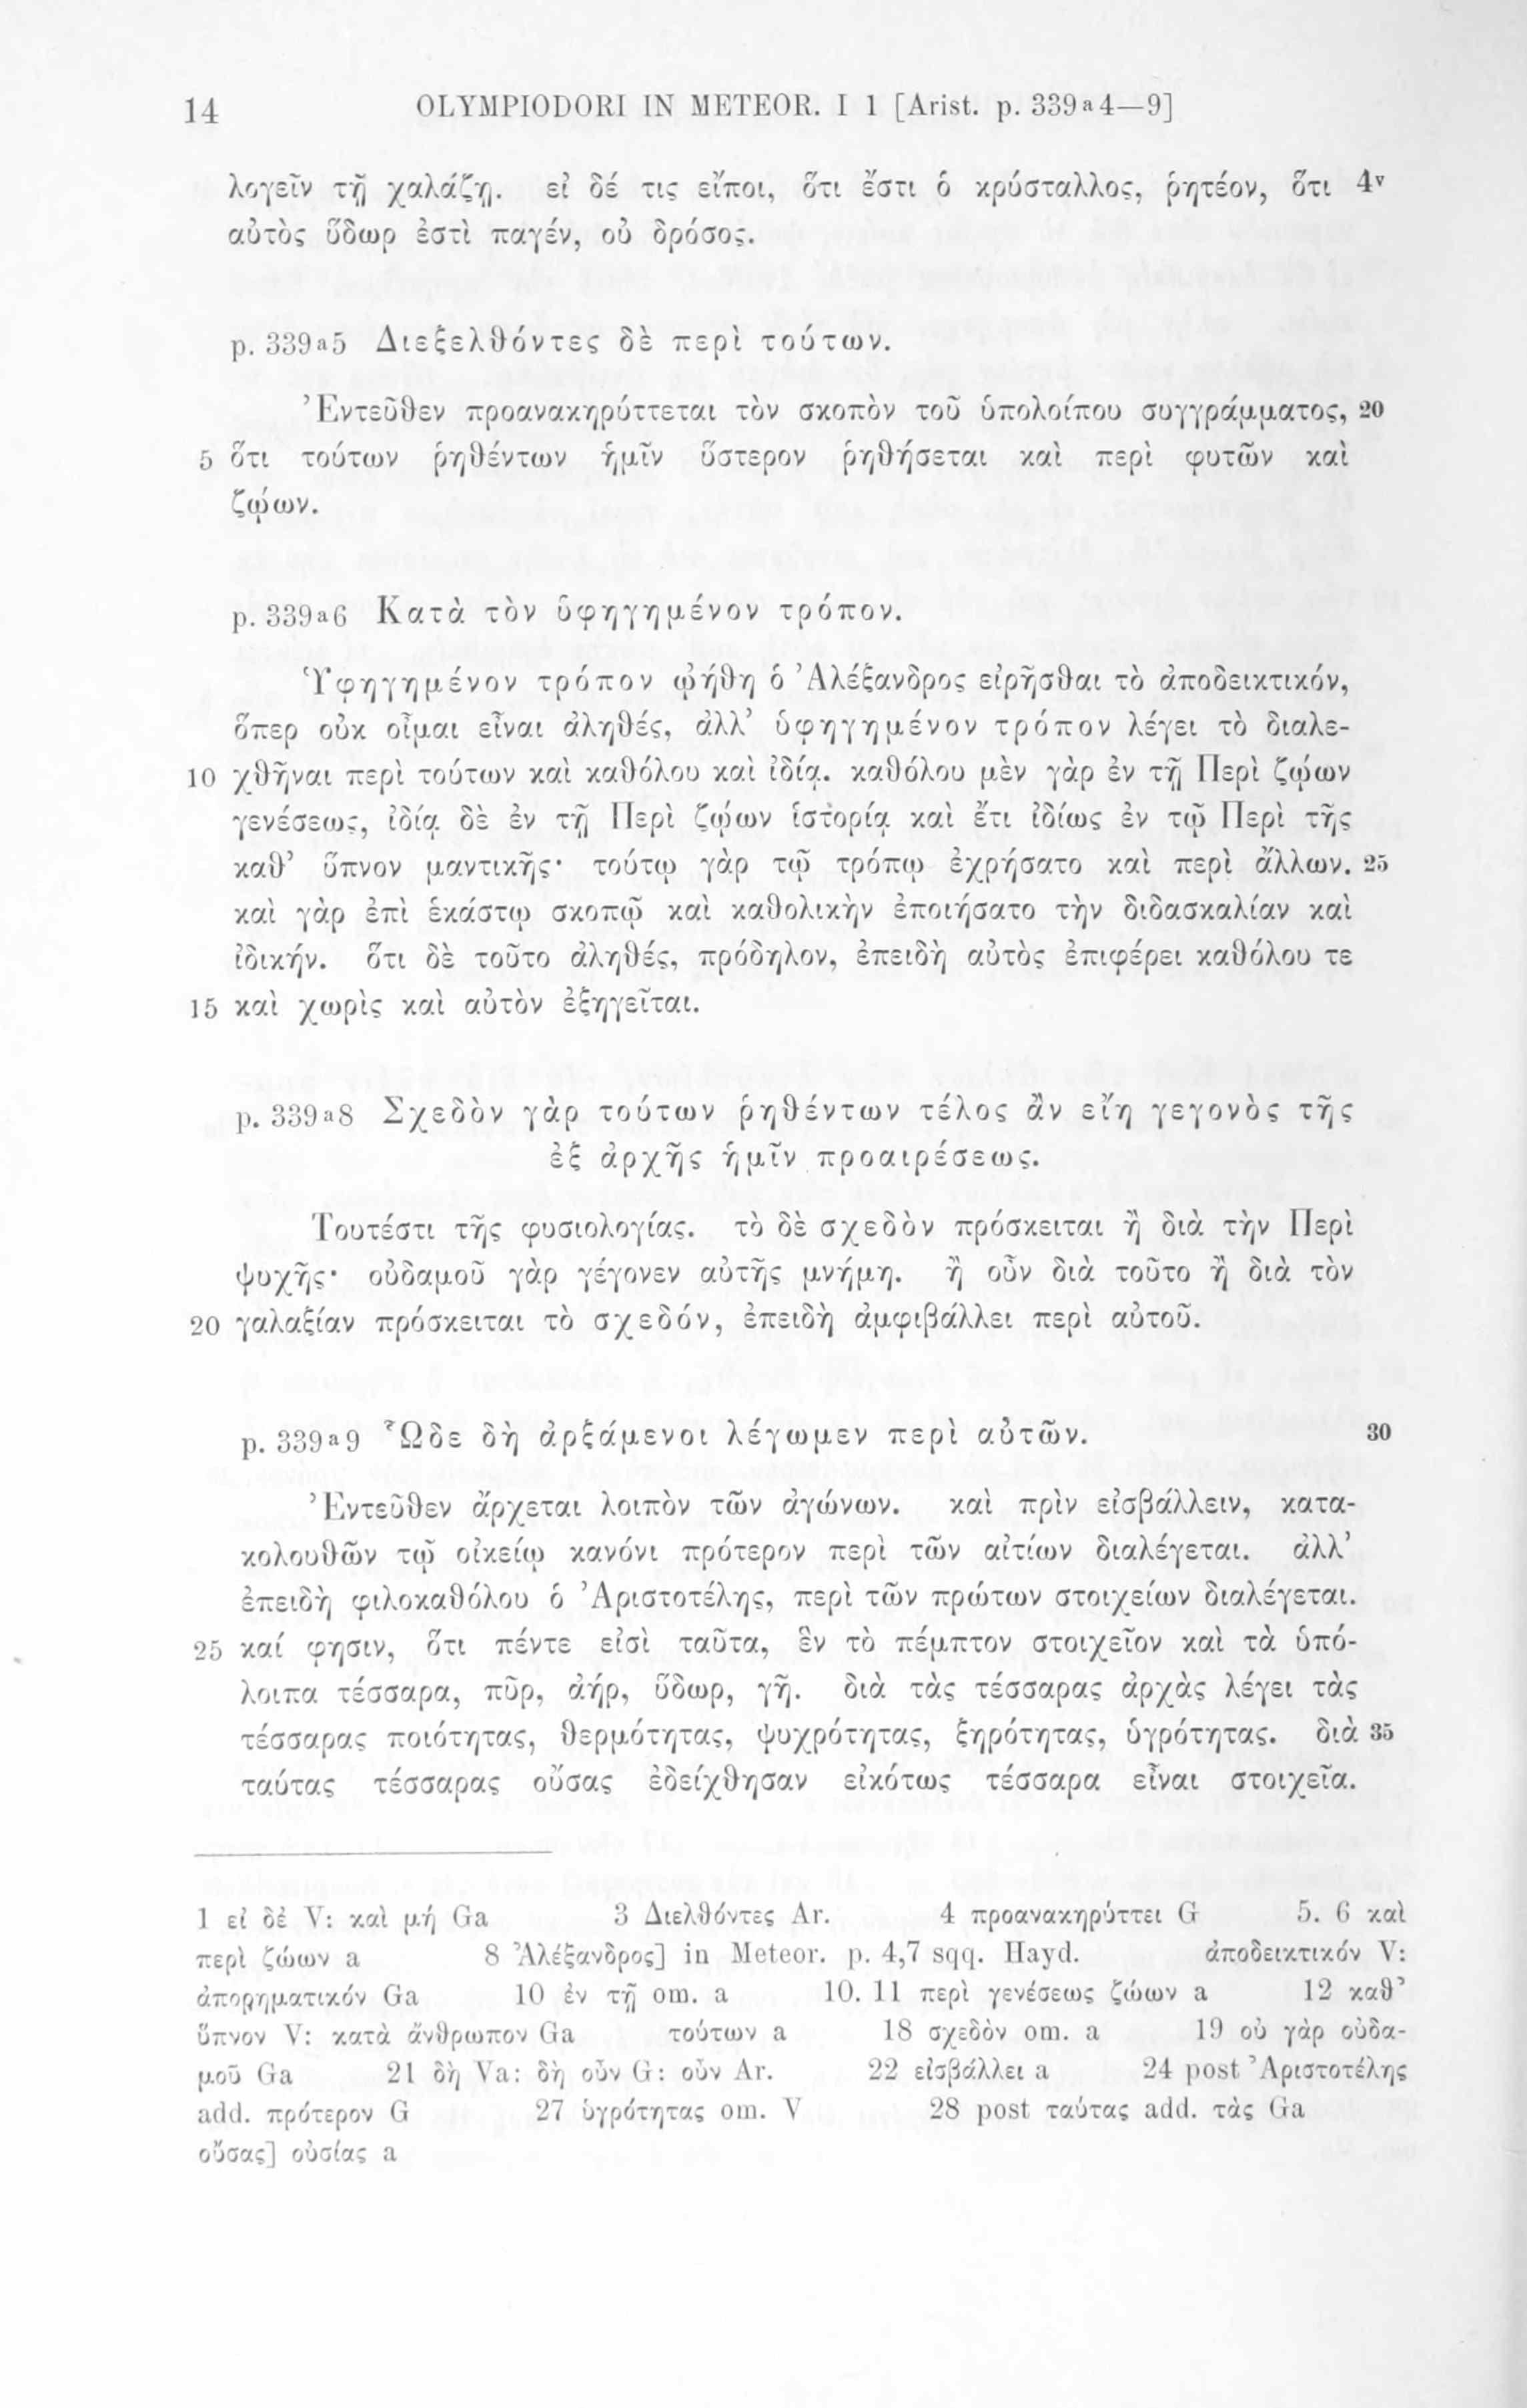 14 OLYMPIODORI IN METEOR. I 1 [Arist. p. 339a4—9]
λογεῖν τῇ χαλάζῃ. εἰ δέ τις εἴποι, ὅτι ἔστι ὁ κρύσταλλος, ῥητέον, ὅτι 4v
αὐτὸς ὕδωρ ἐστὶ παγέν, οὐ δρόσος.
p. 339a5 Διεξελθόντες δὲ περὶ τούτων.
Ἐντεῦθεν προανακηρύττεται τὸν σκοπὸν τοῦ ὑπολοίπου συγγράμματος, 20
5 ὅτι τούτων ῥηθέντων ἡμῖν ὕστερον ῥηθήσεται καὶ περὶ φυτῶν καὶ
ζῴων.
p. 339a6 Κατὰ τὸν ὑφηγημένον τρόπον.
Ὑφηγημένον τρόπον ᾠήθη ὁ Ἀλέξανδρος εἰρῆσθαι τὸ ἀποδεικτικόν,
ὅπερ οὐκ οἶμαι εἶναι ἀληθές, ἀλλ’ ὑφηγημένον τρόπον λέγει τὸ διαλε-
10 χθῆναι περὶ τούτων καὶ καθόλου καὶ ἰδίᾳ. καθόλου μὲν γὰρ ἐν τῇ Περὶ ζῴων
γενέσεως, ἰδίᾳ δὲ ἐν τῇ Περὶ ζῴων ἱστορίᾳ καὶ ἔτι ἰδίως ἐν τῷ Περὶ τῆς
καθ’ ὕπνον μαντικῆς· τούτῳ γὰρ τῷ τρόπῳ ἐχρήσατο καὶ περὶ ἄλλων. 25
καὶ γὰρ ἐπὶ ἑκάστῳ σκοπῷ καὶ καθολικὴν ἐποιήσατο τὴν διδασκαλίαν καὶ
ἰδικήν. ὅτι δὲ τοῦτο ἀληθές, πρόδηλον, ἐπειδὴ αὐτὸς ἐπιφέρει καθόλου τε
15 καὶ χωρὶς καὶ αὐτὸν ἐξηγεῖται.
p. 339a8 Σχεδὸν γὰρ τούτων ῥηθέντων τέλος ἂν εἴη γεγονὸς τῆς
ἐξ ἀρχῆς ἡμῖν προαιρέσεως.
Τουτέστι τῆς φυσιολογίας. τὸ δὲ σχεδὸν πρόσκειται ἢ διὰ τὴν Περὶ
ψυχῆς· οὐδαμοῦ γὰρ γέγονεν αὐτῆς μνήμη. ἢ οὖν διὰ τοῦτο ἢ διὰ τὸν
20 γαλαξίαν πρόσκειται τὸ σχεδόν, ἐπειδὴ ἀμφιβάλλει περὶ αὐτοῦ.
p. 339a9 Ὧδε δὴ ἀρξάμενοι λέγωμεν περὶ αὐτῶν. 30
Ἐντεῦθεν ἄρχεται λοιπὸν τῶν ἀγώνων. καὶ πρὶν εἰσβάλλειν, κατα-
κολουθῶν τῷ οἰκείῳ κανόνι πρότερον περὶ τῶν αἰτίων διαλέγεται. ἀλλ’
ἐπειδὴ φιλοκαθόλου ὁ Ἀριστοτέλης, περὶ τῶν πρώτων στοιχείων διαλέγεται.
25 καί φησιν, ὅτι πέντε εἰσὶ ταῦτα, ἓν τὸ πέμπτον στοιχεῖον καὶ τὰ ὑπό-
λοιπα τέσσαρα, πῦρ, ἀήρ, ὕδωρ, γῆ. διὰ τὰς τέσσαρας ἀρχὰς λέγει τὰς
τέσσαρας ποιότητας, θερμότητας, ψυχρότητας, ξηρότητας, ὑγρότητας. διὰ 35
ταύτας τέσσαρας οὔσας ἐδείχθησαν εἰκότως τέσσαρα εἶναι στοιχεῖα.
1 εἰ δέ V: καὶ μή Ga 3 Διελθόντες Ar. 4 προανακηρύττει G 5. 6 καὶ
περὶ ζώων a 8 Ἀλέξανδρος] in Meteor. p. 4,7 sqq. Hayd. ἀποδεικτικόν V:
ἀπορηματικόν Ga 10 ἐν τῇ om. a 10. 11 περὶ γενέσεως ζώων a 12 καθ’
ὕπνον V: κατὰ ἄνθρωπον Ga τούτων a 18 σχεδὸν om. a 19 οὐ γὰρ οὐδα-
μοῦ Ga 21 δὴ Va: δὴ οὖν G: οὖν Ar. 22 εἰσβάλλει a 24 post Ἀριστοτέλης
add. πρότερον G 27 ὑγρότητας om. V 28 post ταύτας add. τὰς Ga
οὔσας] οὐσίας a